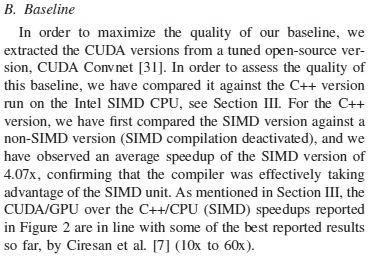 B. Baseline
In order to maximize the quality of our baseline, we
extracted the CUDA versions from a tuned open-source ver-
sion, CUDA Convnet [31]. In order to assess the quality of
this baseline, we have compared it against the C++ version
run on the Intel SIMD CPU, see Section III. For the C++
version, we have first compared the SIMD version against a
non-SIMD version (SIMD compilation deactivated), and we
have observed an average speedup of the SIMD version of
4.07x, confirming that the compiler was effectively taking
advantage of the SIMD unit. As mentioned in Section III, the
CUDA/GPU over the C++/CPU (SIMD) speedups reported
in Figure 2 are in line with some of the best reported results
so far, by Ciresan et al. [7] (10x to 60x).